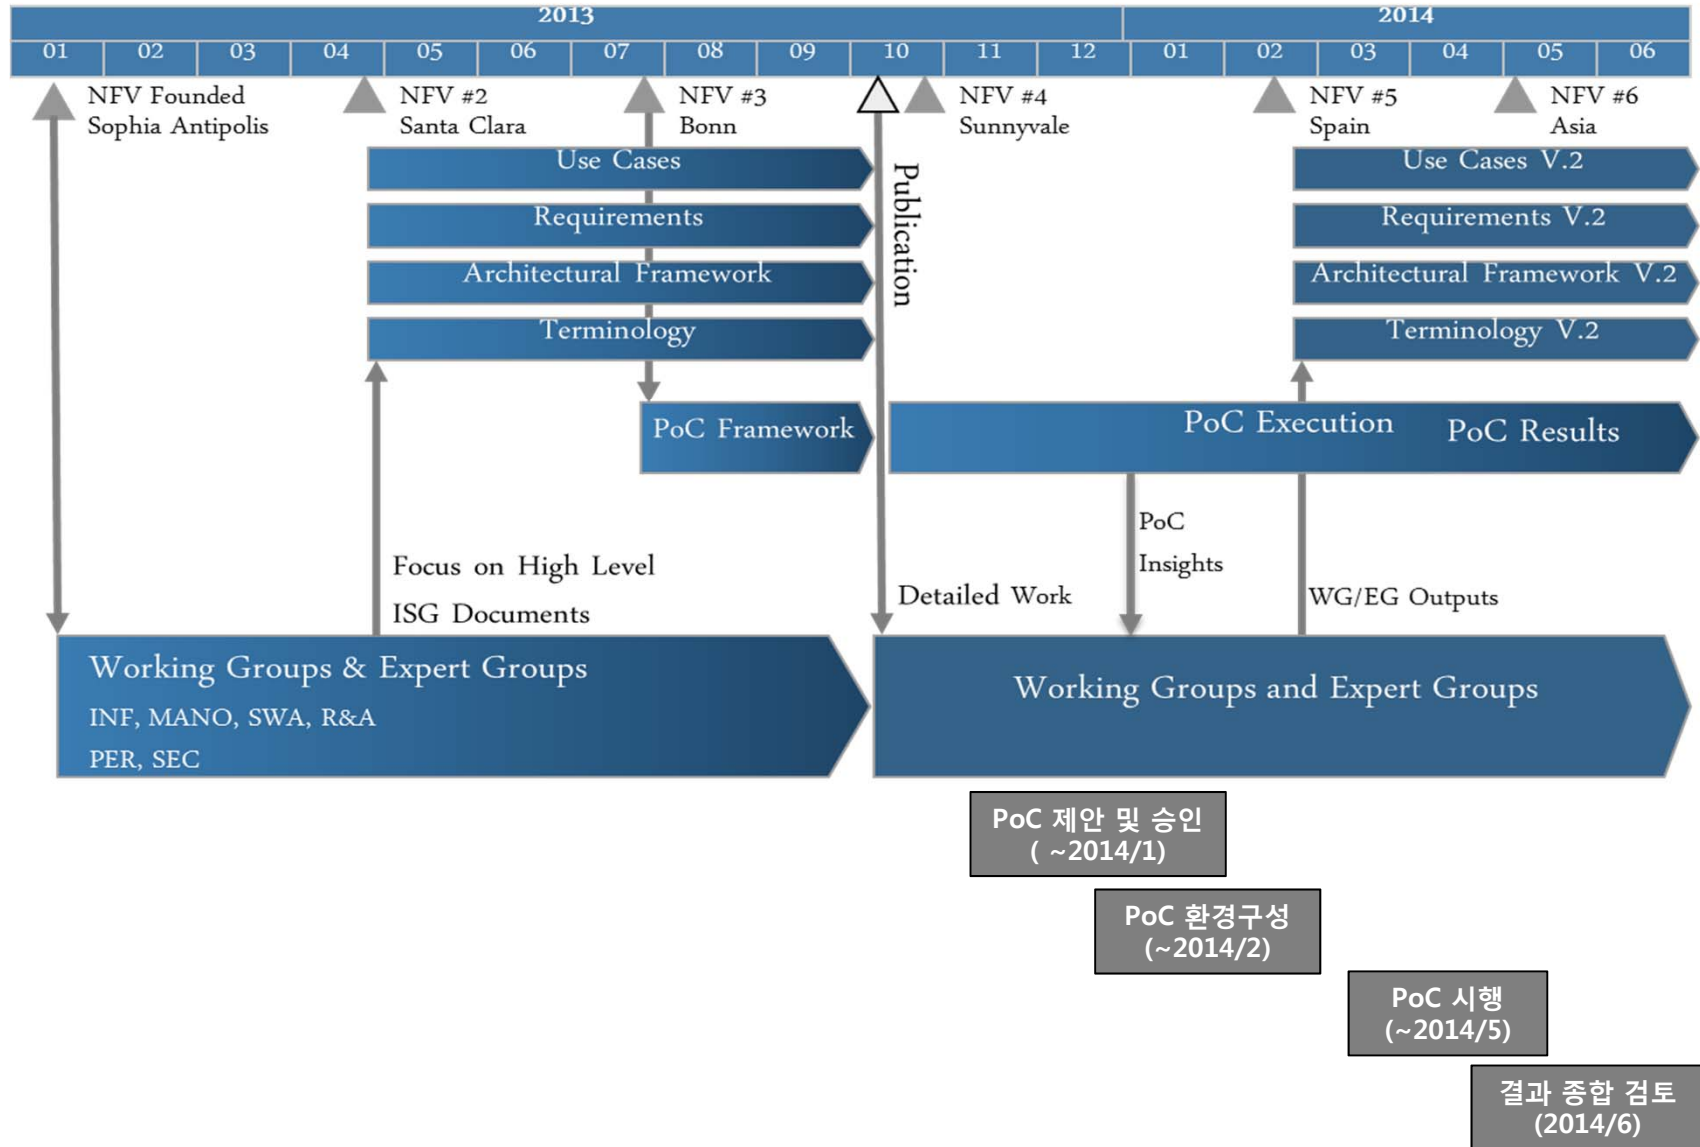 2013
2014
01 02 03 04 05 06 07 08 09 10 11 12 01 02 03 04 05 06
NFV Founded
Sophia Antipolis
NFV #2
Santa Clara
NFV #3
Bonn
NFV #4
Sunnyvale
NFV #5
Spain
NFV #6
Asia
Use Cases
Requirements
Architectural Framework
Terminology
Publication
Use Cases V.2
Requirements V.2
Architectural Framework V.2
Terminology V.2
PoC Framework
PoC Execution
PoC Results
PoC
Insights
Focus on High Level
ISG Documents
Detailed Work
WG/EG Outputs
Working Groups & Expert Groups
INF, MANO, SWA, R&A
PER, SEC
Working Groups and Expert Groups
PoC 제안 및 승인
( ~2014/1)
PoC 환경구성
(~2014/2)
PoC 시행
(~2014/5)
결과 종합 검토
(2014/6)